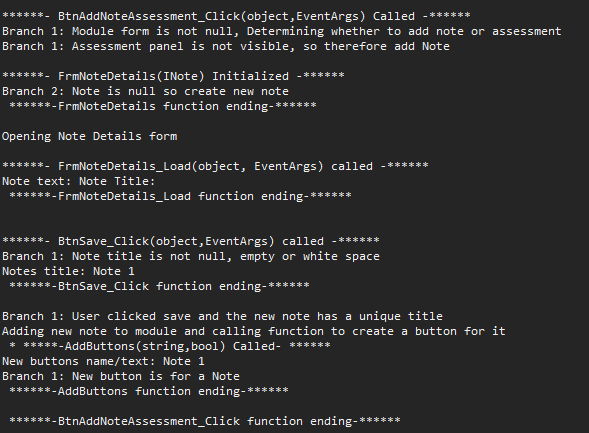 ******- BtnAddNoteAssessment_Click(object,EventArgs) Called -******
Branch 1: Module form is not null, Determining whether to add note or assessment
Branch 1: Assessment panel is not visible, so therefore add Note
******- FrmNoteDetails(INote) Initialized -******
Branch 2: Note is null so create new note
******-FrmNoteDetails function ending-******
Opening Note Details form
******- FrmNoteDetails_Load(object, EventArgs) called -******
Note text: Note Title:
******-FrmNoteDetails_Load function ending-******
******- BtnSave_Click(object,EventArgs) called -******
Branch 1: Note title is not null, empty or white space
Notes title: Note 1
******-BtnSave_Click function ending-******
Branch 1: User clicked save and the new note has a unique title
Adding new note to module and calling function to create a button for it
* *****-AddButtons(string,bool) Called- ******
New buttons name/text: Note 1
Branch 1: New button is for a Note
******-AddButtons function ending-******
******-BtnAddNoteAssessment_Click function ending-******